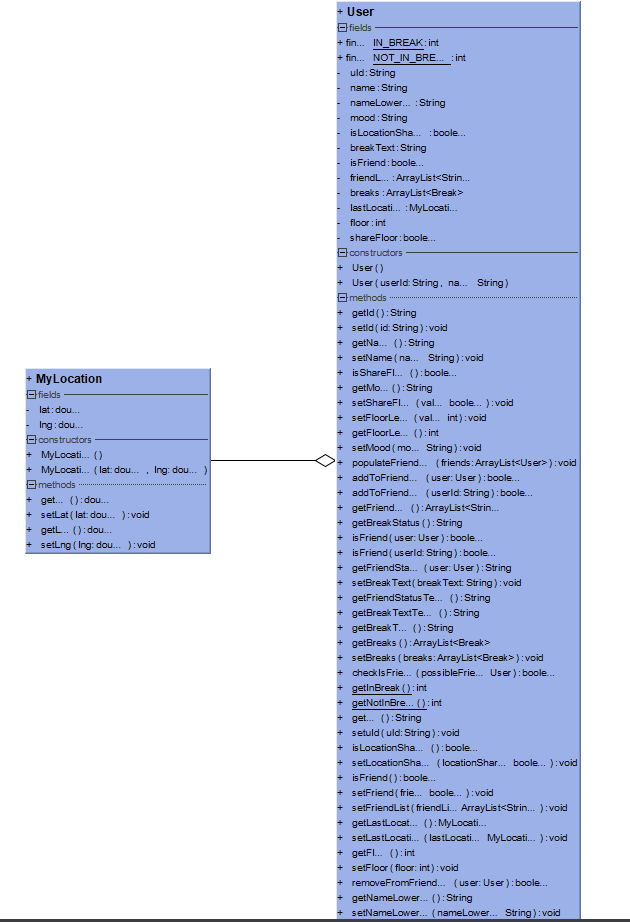 + User
fields
+ fin... IN_BREAK : int
+ fin... NOT_IN_BRE... : int
- uId : String
- name : String
- nameLower... : String
- mood : String
- isLocationSha... : boole...
- breakText : String
- isFriend : boole...
- friendL... : ArrayList<Strin...
- breaks : ArrayList<Break>
- lastLocati... : MyLocati...
- floor : int
- shareFloor : boole...
constructors
+ User ( )
+ User ( userId : String , na... String )
methods
+ getId ( ) : String
+ setId ( id : String ) : void
+ getNa... ( ) : String
+ setName ( na... String ) : void
+ isShareFl... ( ) : boole...
+ getMo... ( ) : String
+ setShareFl... ( val... boole... ) : void
+ setFloorLe... ( val... int ) : void
+ getFloorLe... ( ) : int
+ setMood ( mo... String ) : void
+ populateFriend... ( friends : ArrayList<User> ) : void
+ addToFriend... ( user : User ) : boole...
+ addToFriend... ( userId : String ) : boole...
+ getFriend... ( ) : ArrayList<Strin...
+ getBreakStatus ( ) : String
+ isFriend ( user : User ) : boole...
+ isFriend ( userId : String ) : boole...
+ getFriendSta... ( user : User ) : String
+ setBreakText ( breakText : String ) : void
+ getFriendStatusTe... ( ) : String
+ getBreakTextTe... ( ) : String
+ getBreakT... ( ) : String
+ getBreaks ( ) : ArrayList<Break>
+ setBreaks ( breaks : ArrayList<Break> ) : void
+ checkIsFrie... ( possibleFrie... User ) : boole...
+ getInBreak ( ) : int
+ getNotInBre... ( ) : int
+ get... ( ) : String
+ setuId ( uId : String ) : void
+ isLocationSha... ( ) : boole...
+ setLocationSha... ( locationShar... boole... ) : void
+ isFriend ( ) : boole...
+ setFriend ( frie... boole... ) : void
+ setFriendList ( friendLi... ArrayList<Strin... ) : void
+ getLastLocat... ( ) : MyLocati...
+ setLastLocati... ( lastLocati... MyLocati... ) : void
+ getFl... ( ) : int
+ setFloor ( floor : int ) : void
+ removeFromFriend... ( user : User ) : boole...
+ getNameLower... ( ) : String
+ setNameLower... ( nameLower... String ) : void
+ MyLocation
fields
- lat : dou...
- lng : dou...
constructors
+ MyLocati... ( )
+ MyLocati... ( lat : dou... , lng : dou... )
methods
+ get... ( ) : dou...
+ setLat ( lat : dou... ) : void
+ getL... ( ) : dou...
+ setLng ( lng : dou... ) : void